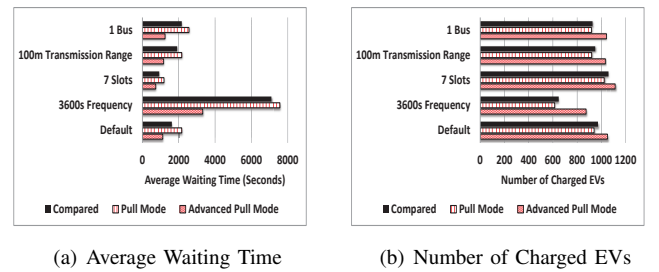 1 Bus
100m Transmission Range
7 Slots
3600s Frequency
Default
0 2000 4000 6000 8000
Average Waiting Time (Seconds)
Compared Pull Mode Advanced Pull Mode
(a) Average Waiting Time
1 Bus
100m Transmission Range
7 Slots
3600s Frequency
Default
0 200 400 600 800 1000 1200
Number of Charged EVs
Compared Pull Mode Advanced Pull Mode
(b) Number of Charged EVs